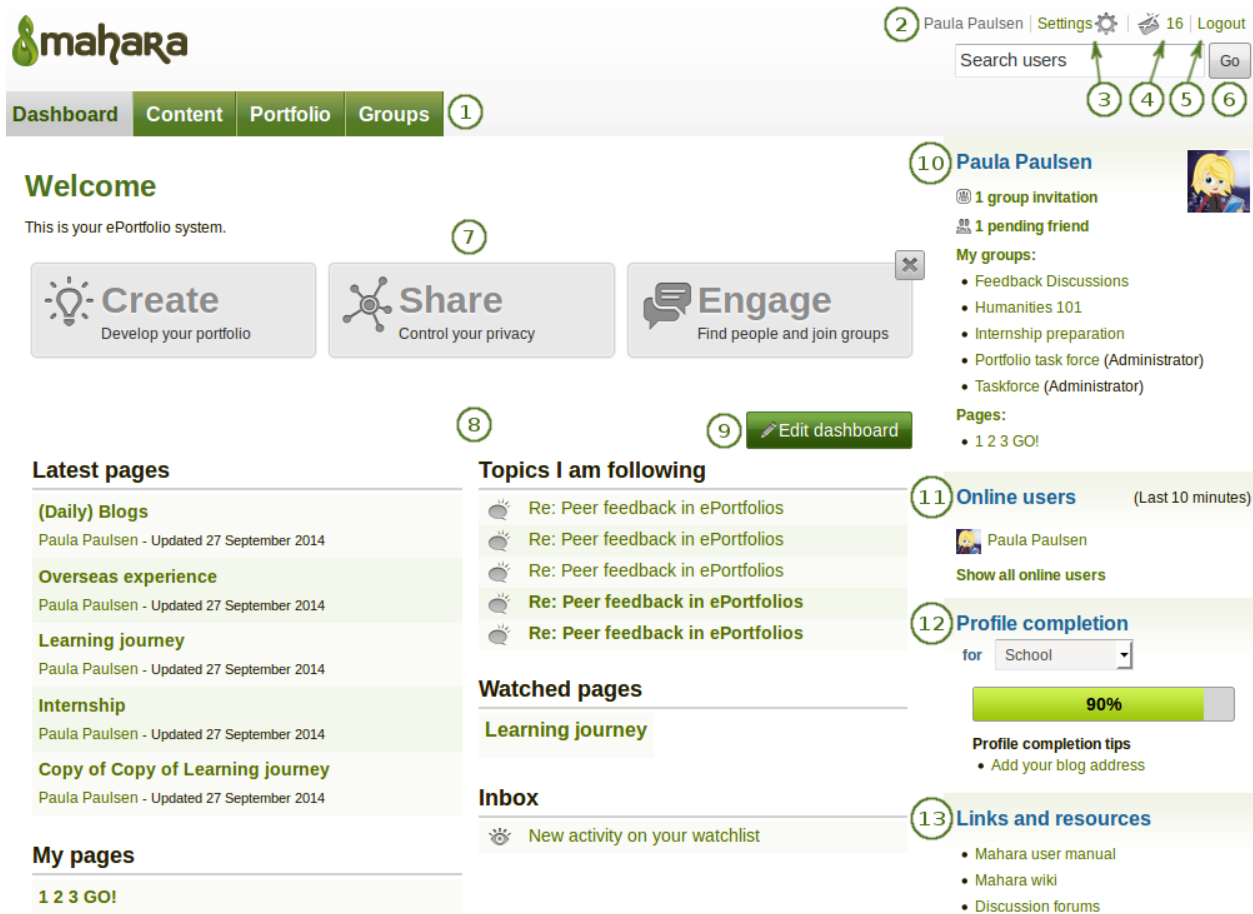 mahara
2 Paula Paulsen | Settings | 16 | Logout
Search users Go
3 4 5 6
Dashboard Content Portfolio Groups 1
Welcome
This is your ePortfolio system.
7
Create
Develop your portfolio
Share
Control your privacy
Engage
Find people and join groups
8
9 Edit dashboard
Latest pages
(Daily) Blogs
Paula Paulsen - Updated 27 September 2014
Overseas experience
Paula Paulsen - Updated 27 September 2014
Learning journey
Paula Paulsen - Updated 27 September 2014
Internship
Paula Paulsen - Updated 27 September 2014
Copy of Copy of Learning journey
Paula Paulsen - Updated 27 September 2014
My pages
1 2 3 GO!
Topics I am following
Re: Peer feedback in ePortfolios
Re: Peer feedback in ePortfolios
Re: Peer feedback in ePortfolios
Re: Peer feedback in ePortfolios
Re: Peer feedback in ePortfolios
Watched pages
Learning journey
Inbox
New activity on your watchlist
10 Paula Paulsen
1 group invitation
1 pending friend
My groups:
• Feedback Discussions
• Humanities 101
• Internship preparation
• Portfolio task force (Administrator)
• Taskforce (Administrator)
Pages:
• 1 2 3 GO!
11 Online users (Last 10 minutes)
Paula Paulsen
Show all online users
12 Profile completion
for School
90%
Profile completion tips
• Add your blog address
13 Links and resources
• Mahara user manual
• Mahara wiki
• Discussion forums